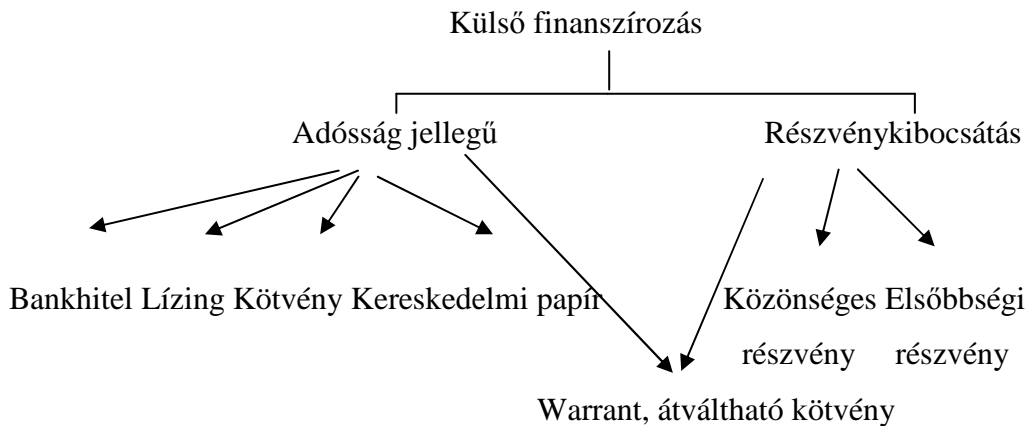 Külső finanszírozás
Adósság jellegű Részvénykibocsátás
Bankhitel Lízing Kötvény Kereskedelmi papír Közönséges Elsőbbségi
részvény részvény
Warrant, átváltható kötvény